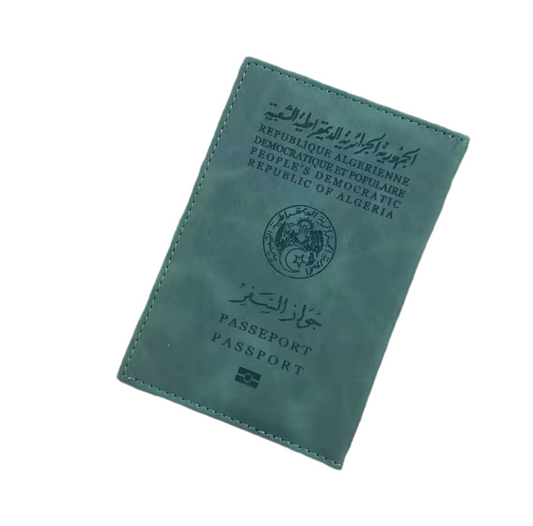 الجمهورية الجزائرية الديمقراطية الشعبية
REPUBLIQUE ALGERIENNE
DEMOCRATIQUE ET POPULAIRE
PEOPLE'S DEMOCRATIC
REPUBLIC OF ALGERIA
جواز السفر
PASSEPORT
PASSPORT